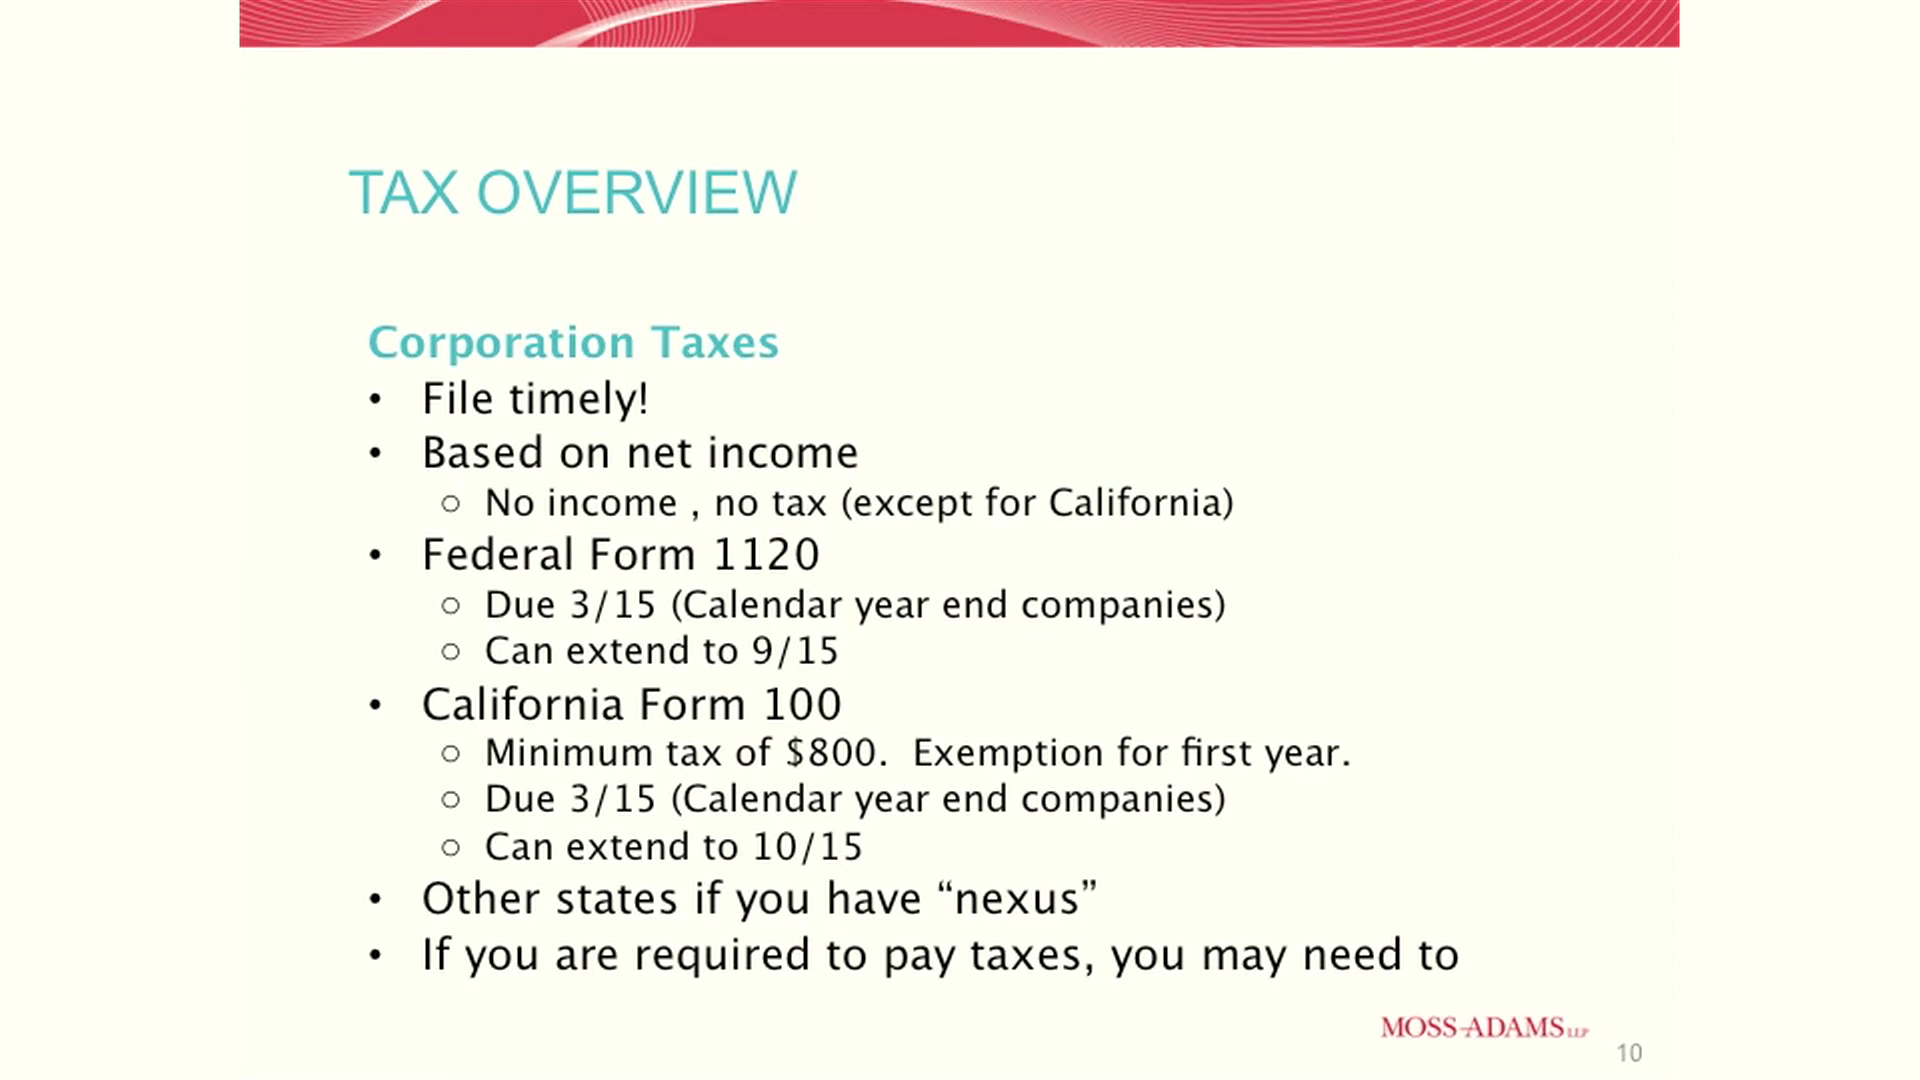 TAX OVERVIEW
Corporation Taxes
• File timely!
• Based on net income
○ No income , no tax (except for California)
• Federal Form 1120
○ Due 3/15 (Calendar year end companies)
○ Can extend to 9/15
• California Form 100
○ Minimum tax of $800.  Exemption for first year.
○ Due 3/15 (Calendar year end companies)
○ Can extend to 10/15
• Other states if you have “nexus”
• If you are required to pay taxes, you may need to
MOSS-ADAMS LLP
10